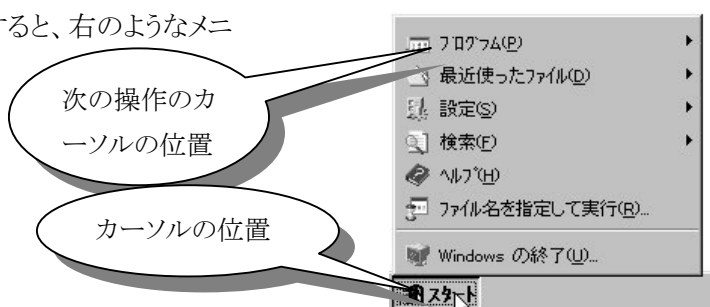 すると、右のようなメニ
次の操作のカ
ーソルの位置
カーソルの位置
ﾌﾟﾛｸﾞﾗﾑ(P)
最近使ったﾌｧｲﾙ(D)
設定(S)
検索(F)
ﾍﾙﾌﾟ(H)
ﾌｧｲﾙ名を指定して実行(R)...
Windows の終了(U)...
スタート